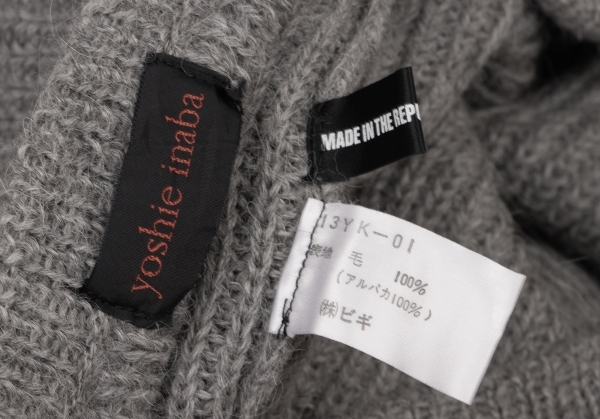 yoshie inaba
MADE IN THE REPU
13YK-01
表地 毛 100%
(アルパカ100%)
㈱ビギ